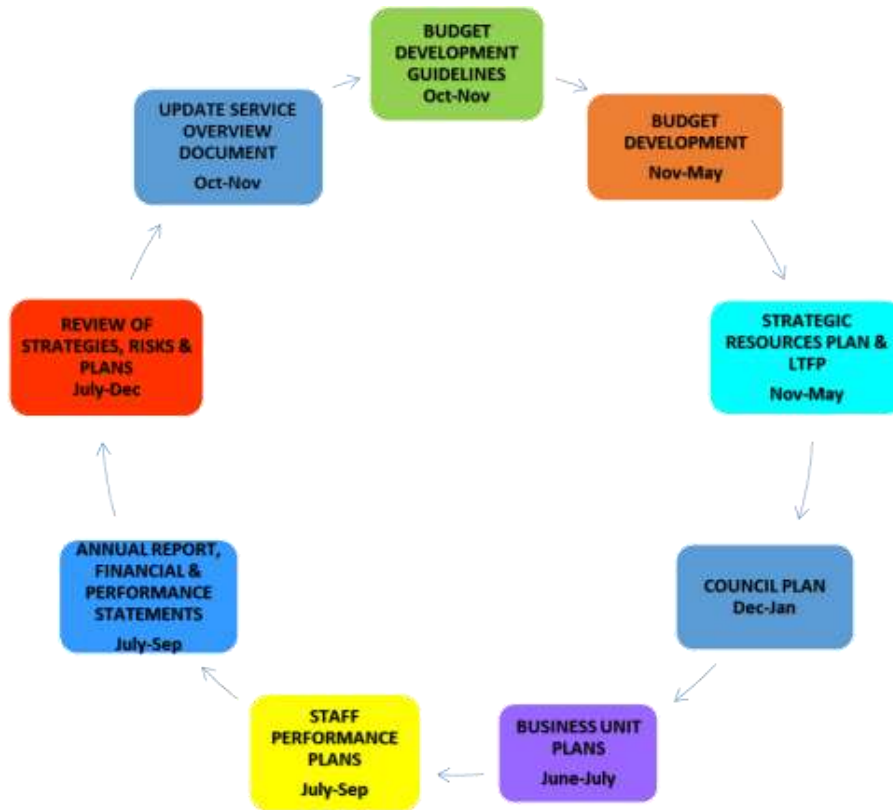 BUDGET
DEVELOPMENT
GUIDELINES
Oct-Nov
BUDGET
DEVELOPMENT
Nov-May
STRATEGIC
RESOURCES PLAN &
LTFP
Nov-May
COUNCIL PLAN
Dec-Jan
BUSINESS UNIT
PLANS
June-July
STAFF
PERFORMANCE
PLANS
July-Sep
ANNUAL REPORT,
FINANCIAL &
PERFORMANCE
STATEMENTS
July-Sep
REVIEW OF
STRATEGIES, RISKS &
PLANS
July-Dec
UPDATE SERVICE
OVERVIEW
DOCUMENT
Oct-Nov